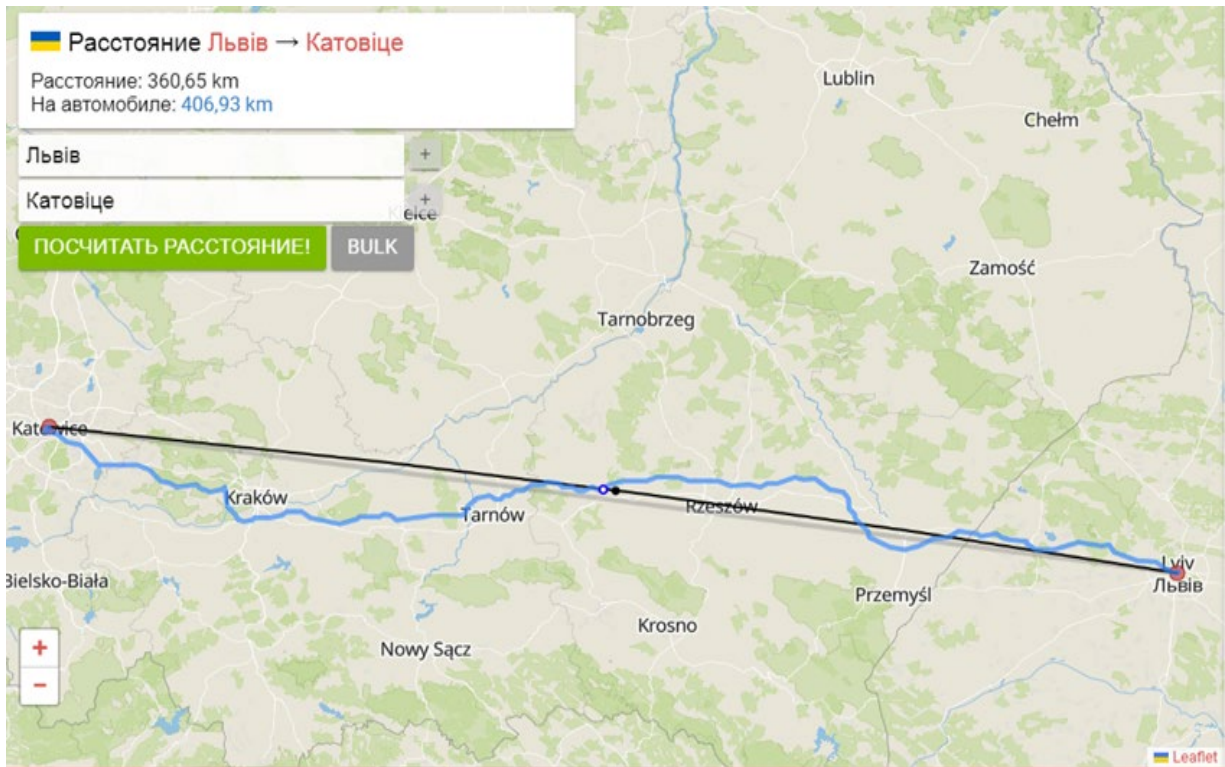 Расстояние Львів → Катовіце
Расстояние: 360,65 km
На автомобиле: 406,93 km
Львів
+
Катовіце
+
ПОСЧИТАТЬ РАССТОЯНИЕ!
BULK
Lublin
Chełm
Zamość
Tarnobrzeg
Katowice
Kraków
Tarnów
Rzeszów
Lviv
Львів
Bielsko-Biała
Przemyśl
Krosno
Nowy Sącz
+
−
Leaflet